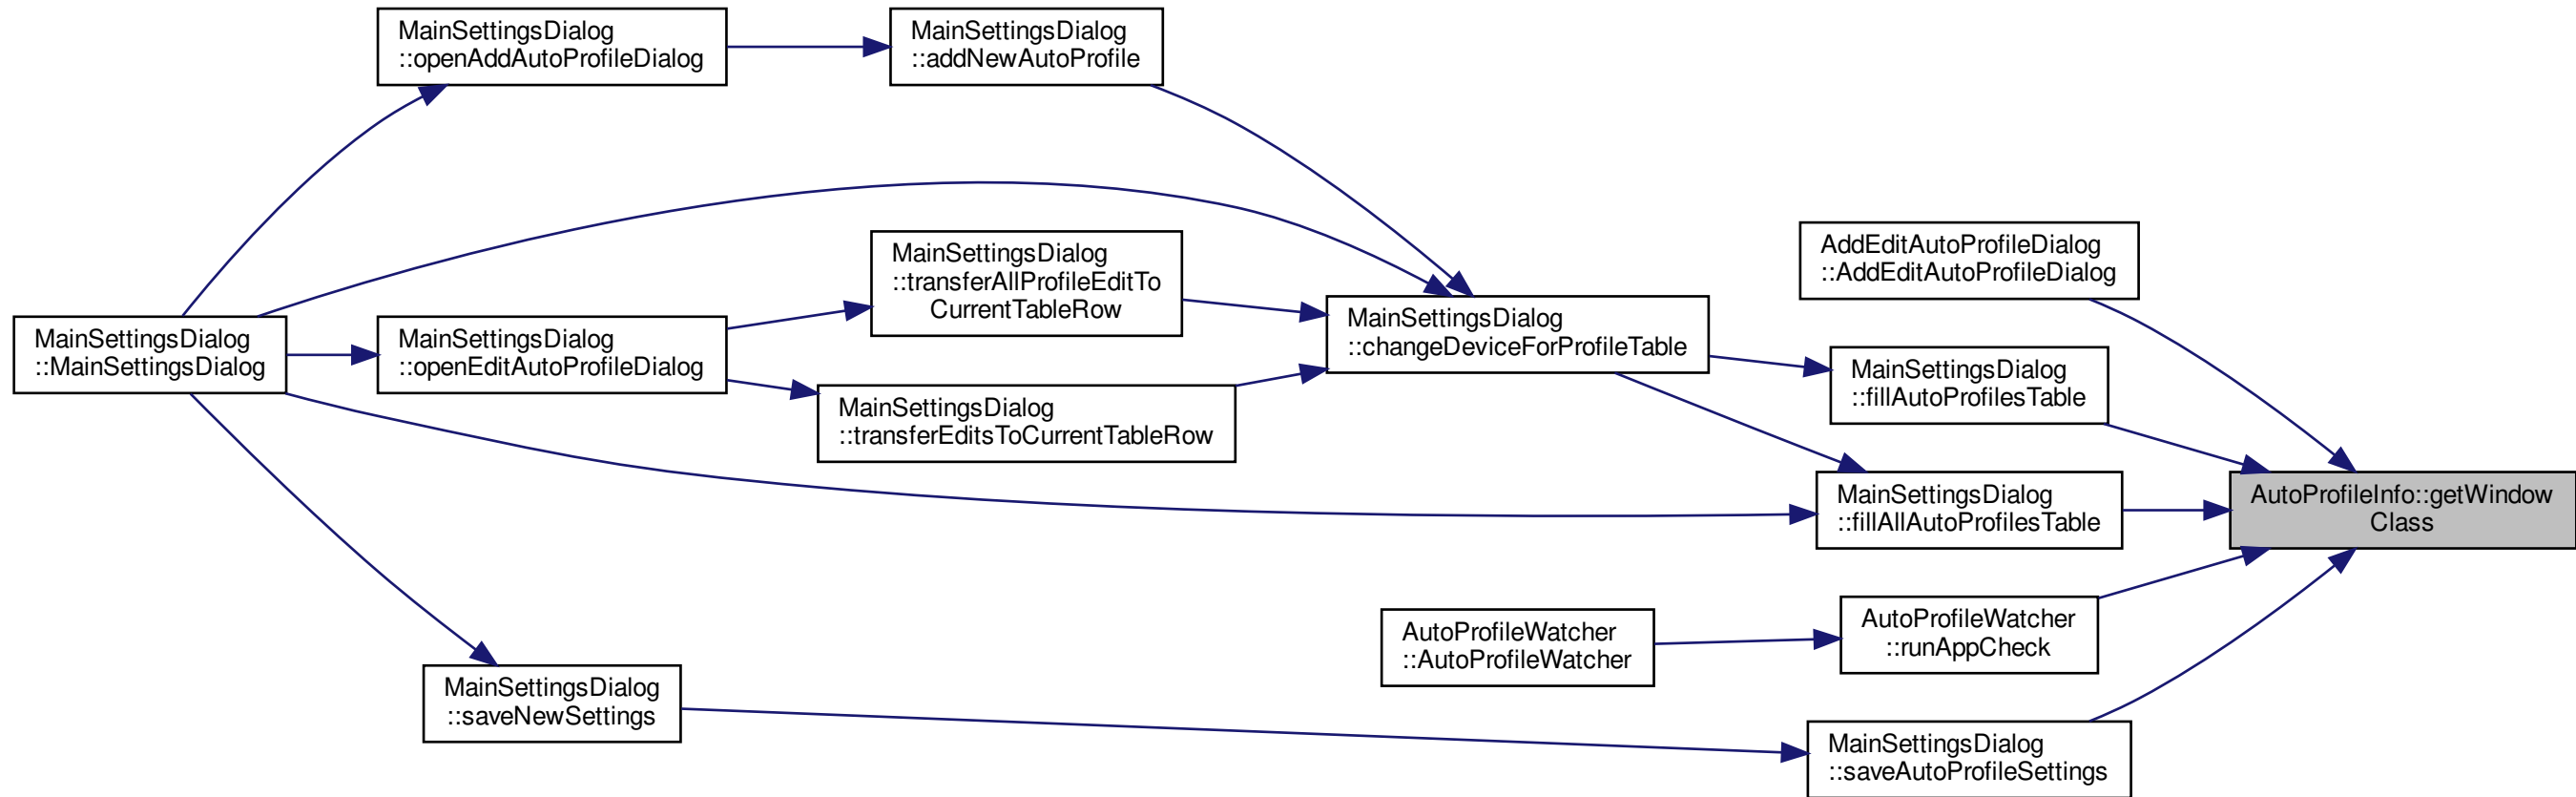 MainSettingsDialog
::openAddAutoProfileDialog
MainSettingsDialog
::addNewAutoProfile
MainSettingsDialog
::transferAllProfileEditTo
CurrentTableRow
AddEditAutoProfileDialog
::AddEditAutoProfileDialog
MainSettingsDialog
::MainSettingsDialog
MainSettingsDialog
::openEditAutoProfileDialog
MainSettingsDialog
::changeDeviceForProfileTable
MainSettingsDialog
::fillAutoProfilesTable
MainSettingsDialog
::transferEditsToCurrentTableRow
MainSettingsDialog
::fillAllAutoProfilesTable
AutoProfileInfo::getWindow
Class
AutoProfileWatcher
::AutoProfileWatcher
AutoProfileWatcher
::runAppCheck
MainSettingsDialog
::saveNewSettings
MainSettingsDialog
::saveAutoProfileSettings